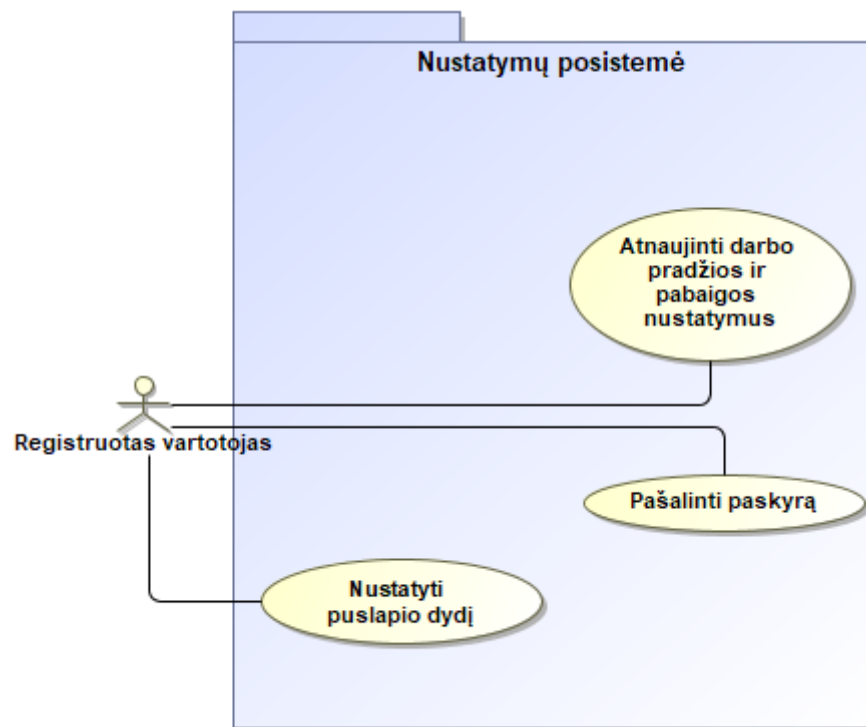 Nustatymų posistemė
Atnaujinti darbo
pradžios ir
pabaigos
nustatymus
Registruotas vartotojas
Pašalinti paskyrą
Nustatyti
puslapio dydį